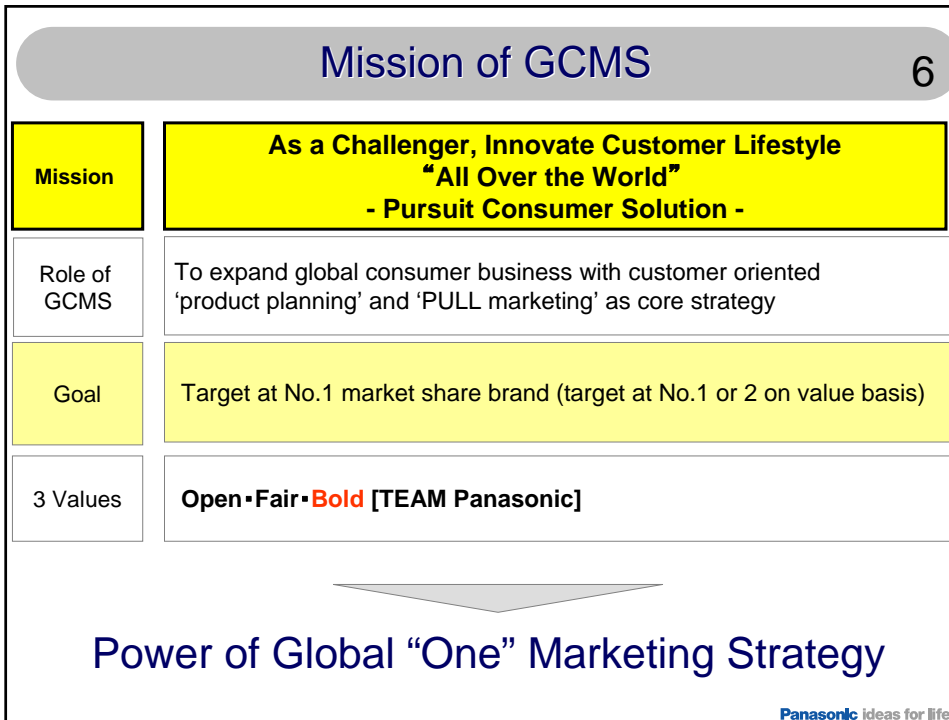 Mission of GCMS
6
Mission
As a Challenger, Innovate Customer Lifestyle
“All Over the World”
- Pursuit Consumer Solution -
Role of
GCMS
To expand global consumer business with customer oriented
‘product planning’ and ‘PULL marketing’ as core strategy
Goal
Target at No.1 market share brand (target at No.1 or 2 on value basis)
3 Values
Open・Fair・Bold [TEAM Panasonic]
Power of Global “One” Marketing Strategy
Panasonic ideas for life